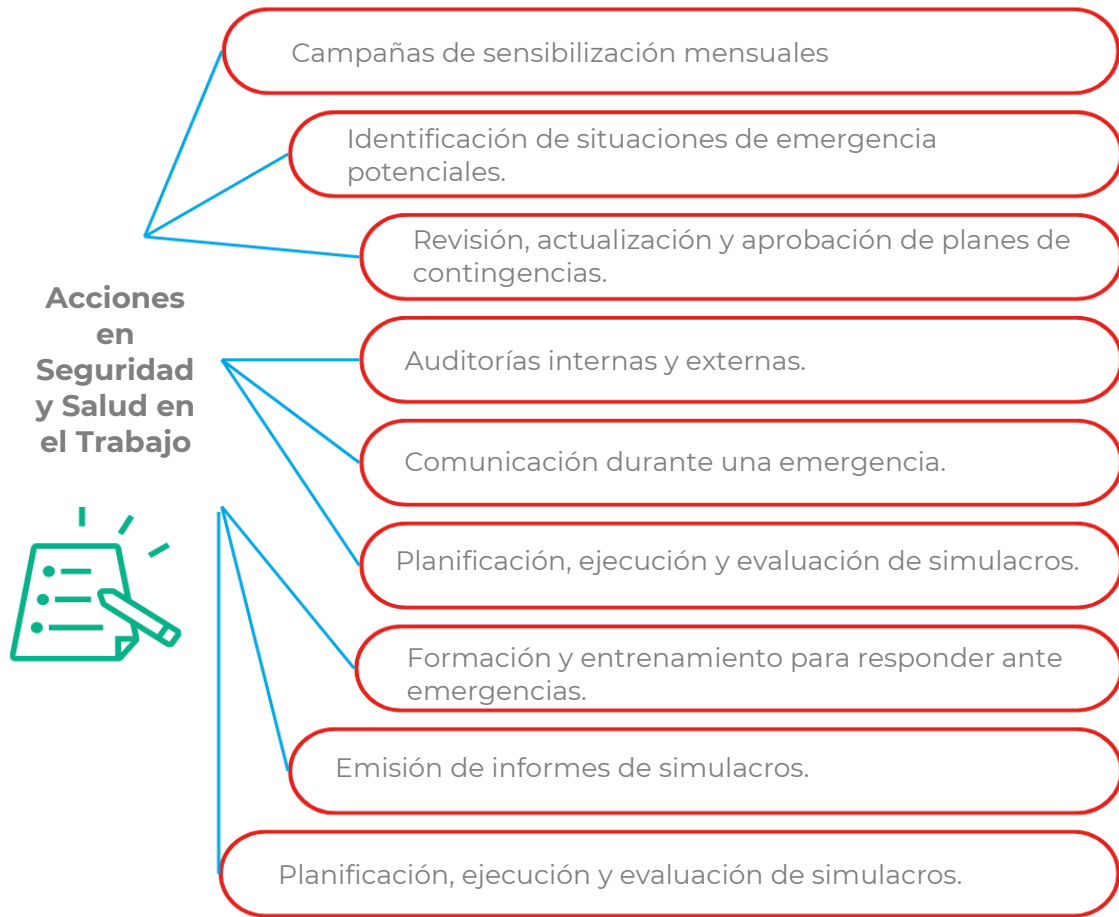 Campañas de sensibilización mensuales
Identificación de situaciones de emergencia
potenciales.
Revisión, actualización y aprobación de planes de
contingencias.
Acciones
en
Seguridad
y Salud en
el Trabajo
Auditorías internas y externas.
Comunicación durante una emergencia.
Planificación, ejecución y evaluación de simulacros.
Formación y entrenamiento para responder ante
emergencias.
Emisión de informes de simulacros.
Planificación, ejecución y evaluación de simulacros.